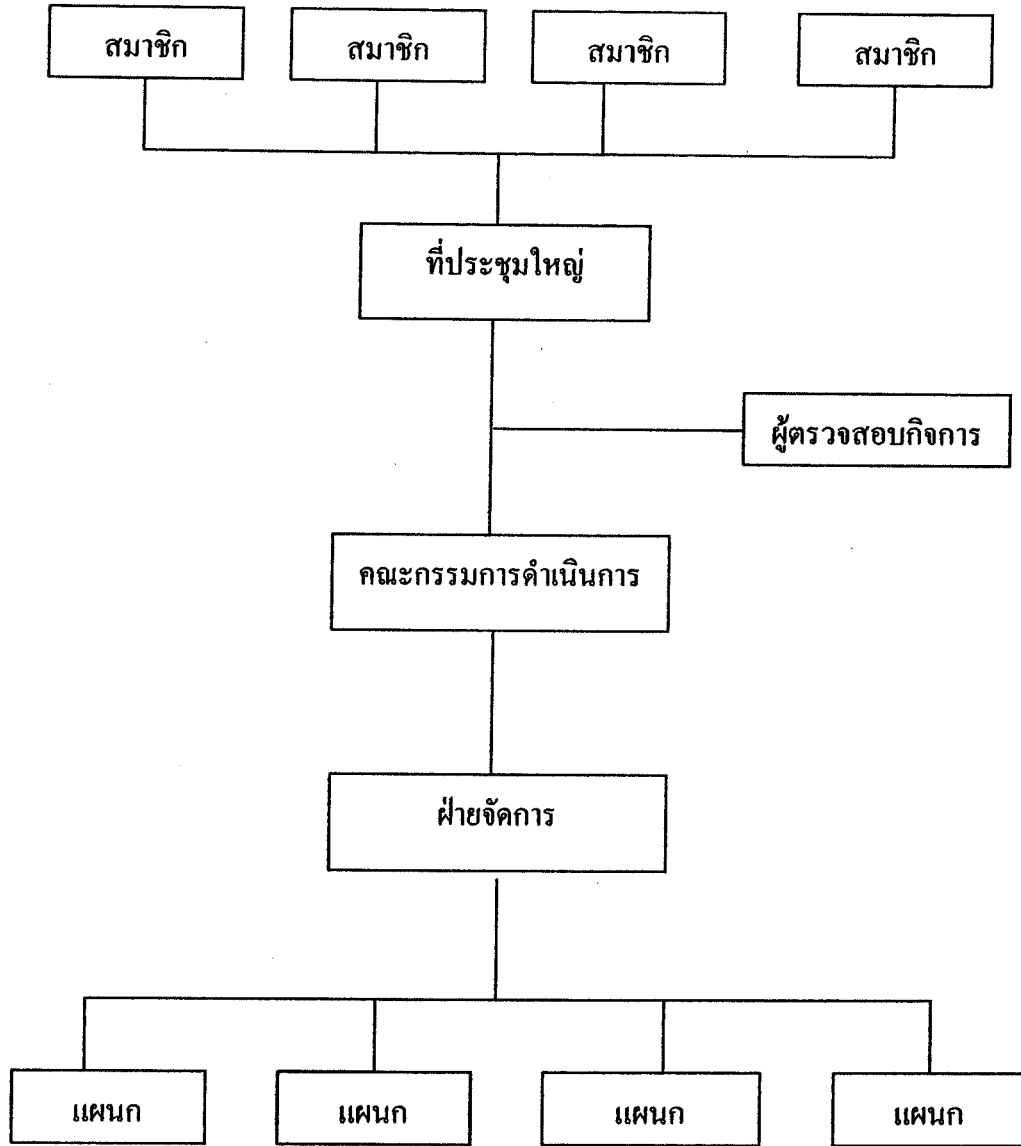 สมาชิก
สมาชิก
สมาชิก
สมาชิก
ที่ประชุมใหญ่
ผู้ตรวจสอบกิจการ
คณะกรรมการดำเนินการ
ฝ่ายจัดการ
แผนก
แผนก
แผนก
แผนก